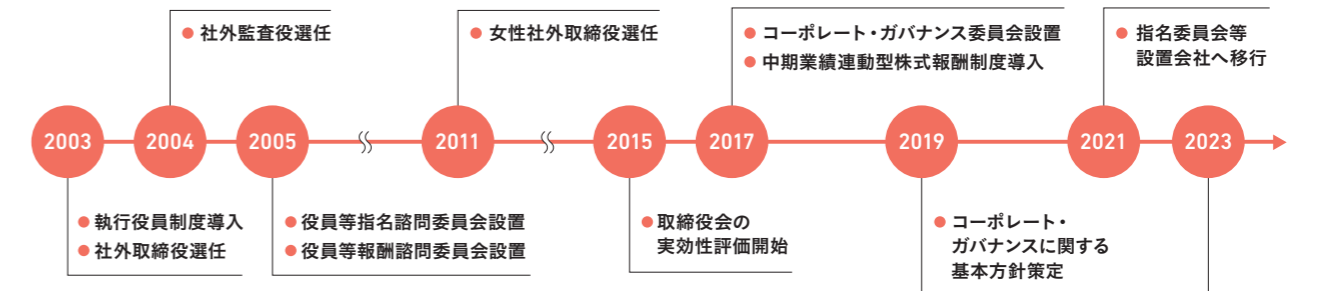 ● 社外監査役選任
● 女性社外取締役選任
● コーポレート・ガバナンス委員会設置
● 中期業績連動型株式報酬制度導入
● 指名委員会等
設置会社へ移行
2003
2004
2005
2011
2015
2017
2019
2021
2023
● 執行役員制度導入
● 社外取締役選任
● 役員等指名諮問委員会設置
● 役員等報酬諮問委員会設置
● 取締役会の
実効性評価開始
● コーポレート・
ガバナンスに関する
基本方針策定